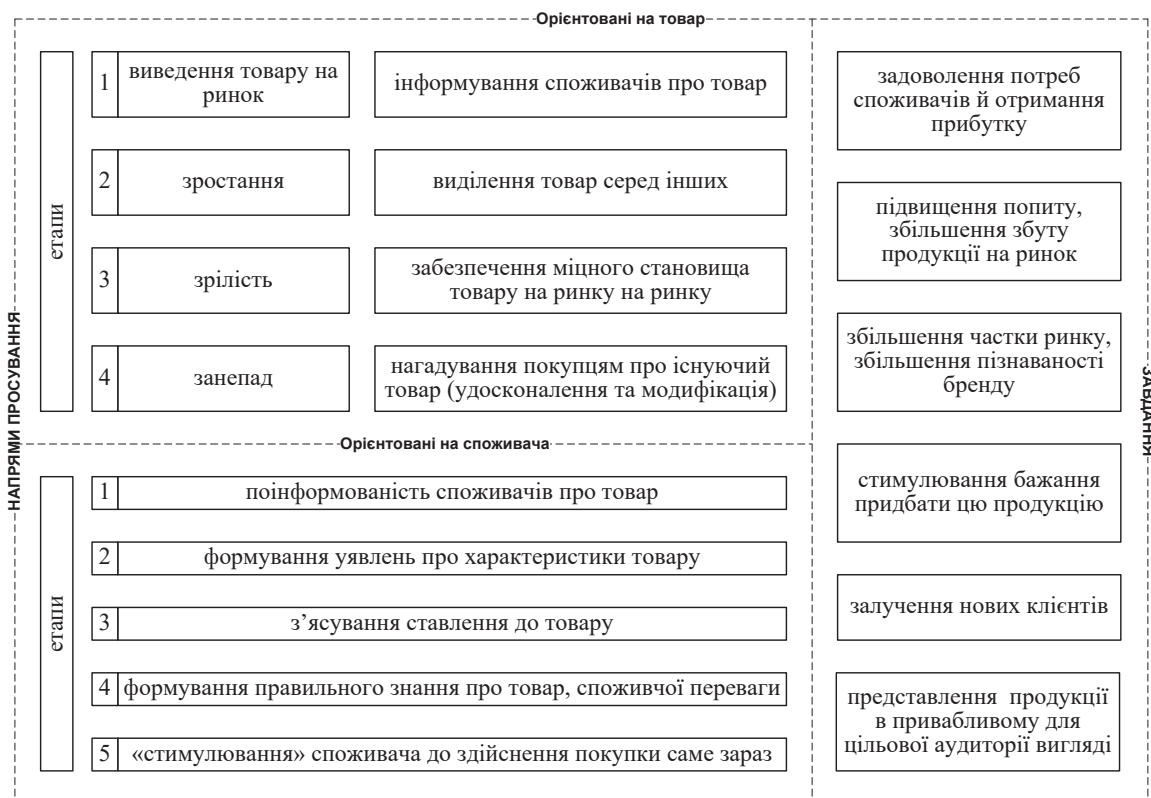 Орієнтовані на товар
НАПРЯМИ ПРОСУВАННЯ
етапи
1
виведення товару на
ринок
інформування споживачів про товар
2
зростання
виділення товар серед інших
3
зрілість
забезпечення міцного становища
товару на ринку на ринку
4
занепад
нагадування покупцям про існуючий
товар (удосконалення та модифікація)
Орієнтовані на споживача
етапи
1
поінформованість споживачів про товар
2
формування уявлень про характеристики товару
3
з’ясування ставлення до товару
4
формування правильного знання про товар, споживчої переваги
5
«стимулювання» споживача до здійснення покупки саме зараз
ЗАВДАННЯ
задоволення потреб
споживачів й отримання
прибутку
підвищення попиту,
збільшення збуту
продукції на ринок
збільшення частки ринку,
збільшення пізнаваності
бренду
стимулювання бажання
придбати цю продукцію
залучення нових клієнтів
представлення продукції
в привабливому для
цільової аудиторії вигляді